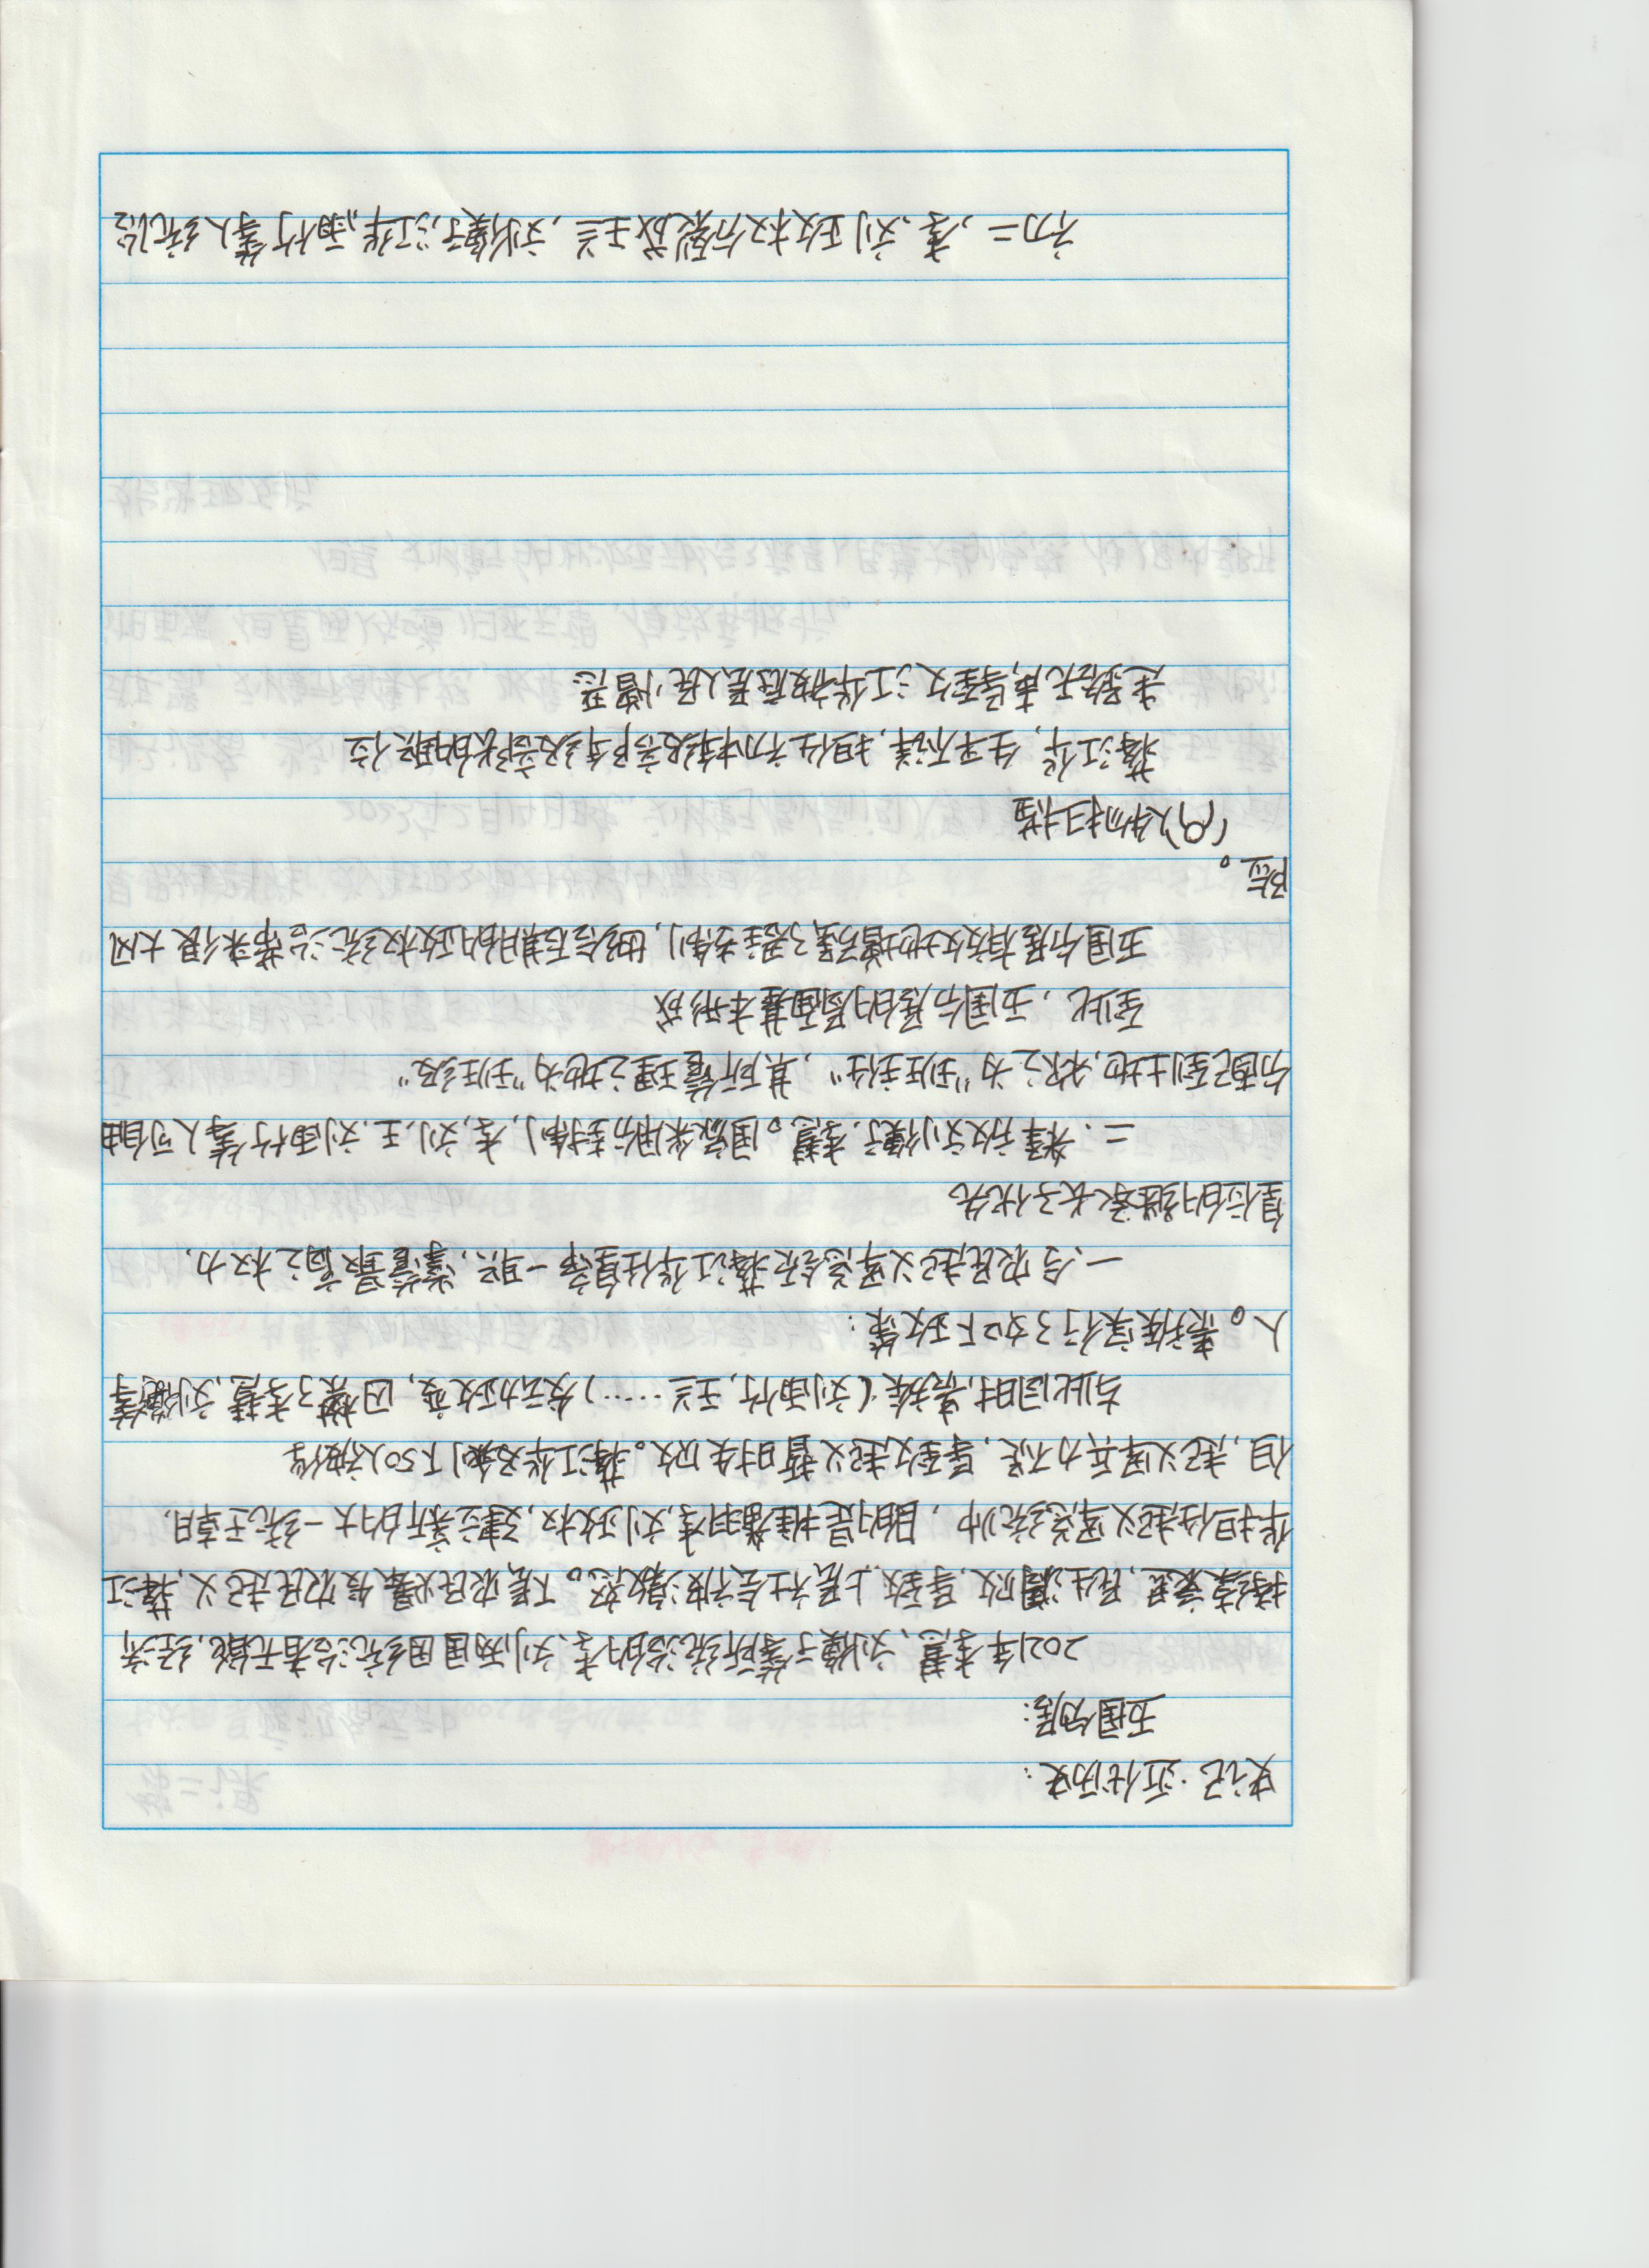 史记·近代历史：
五国分居：
2021年李慧、刘衡于等所统治的李、刘两国因统治者无能，经济
持续衰退，民生凋败，导致上层社会被激怒。下层农民爆发农民起义，蒋江
华担任起义军总统帅，目的是推翻李，刘政权，建立新的大一统王朝，
但，起义军兵力不足，导致起义暂时失败。蒋江华及剩下50人被俘
与此同时，贵族（刘雨竹，王兰……）发动政变，囚禁了李慧，刘衡等
人。贵族实行了如下政策：
一、令农民起义军总领蒋江华任皇帝一职，掌管最高之权力，
皇位的继承长子优先
二、释放刘衡于，李慧。国家采用分封制，李，刘，王，刘雨竹等人可自由
分配到土地，称之为"班主任"，其所管理之地为"班级"
至此，五国分居的局面基本形成
五国分居有效地增强了君主专制，也给后期的政权统治带来很大风
险。
人物扫描
蒋江华，生平不详，担任初中年级部年级部长的职位
走路无声，导致江华被底层人民憎恶
初二，李、刘政权分裂成王兰，刘衡于，江华，雨竹等人统治